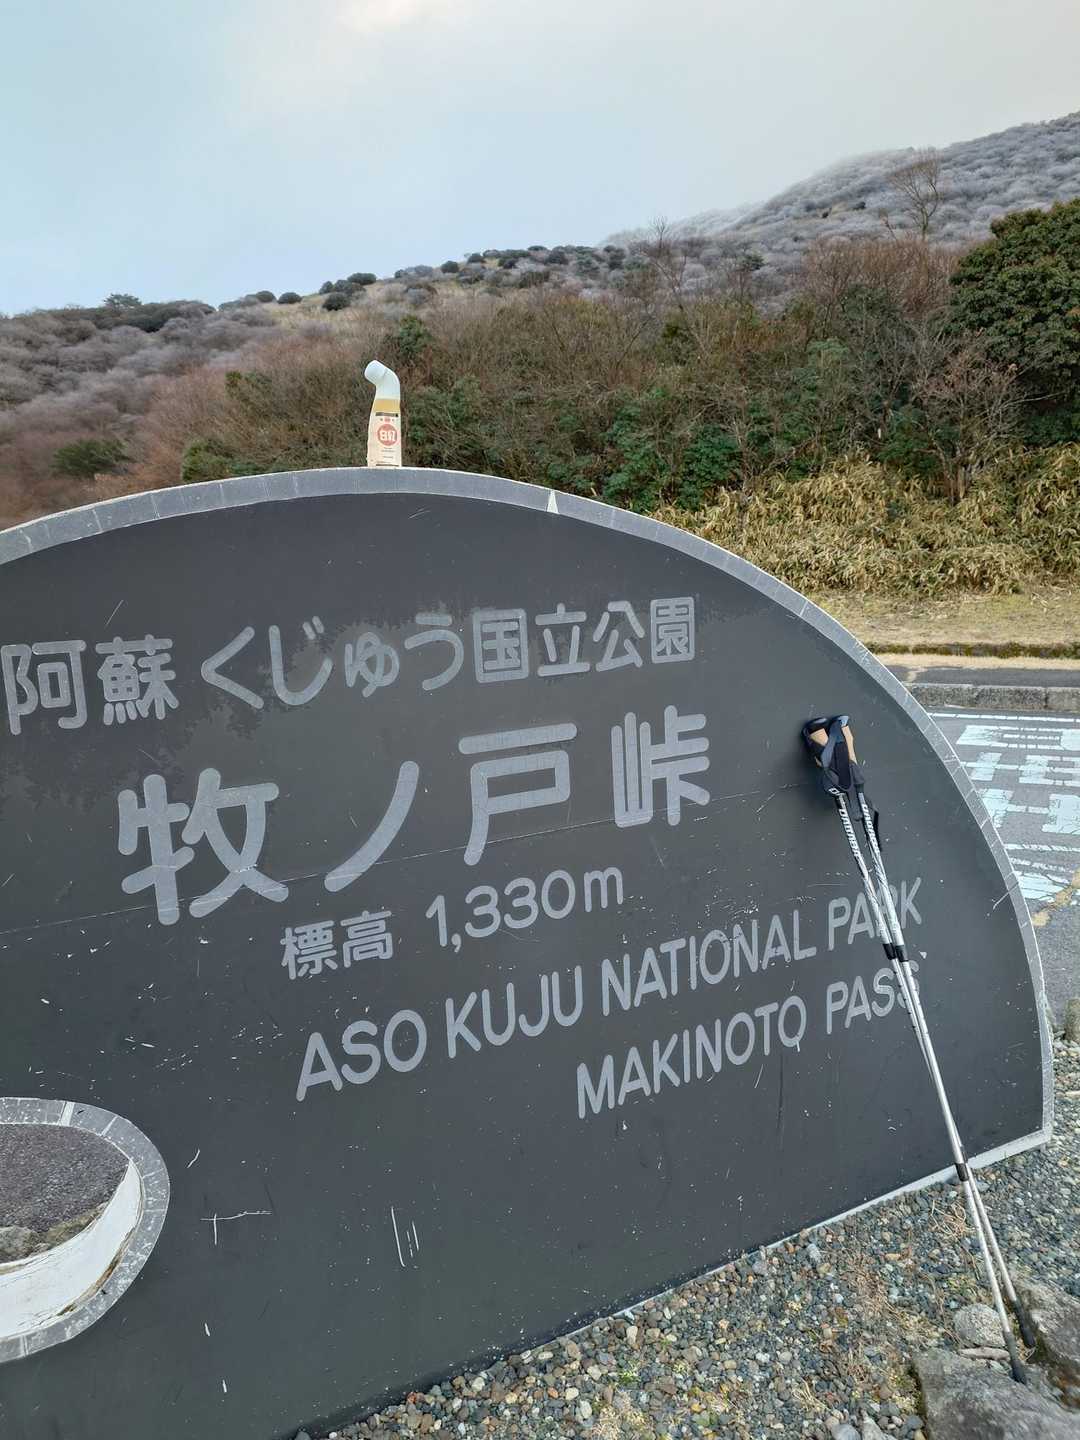 阿蘇くじゅう国立公園
牧ノ戸峠
標高 1,330m
ASO KUJU NATIONAL PARK
MAKINOTO PASS